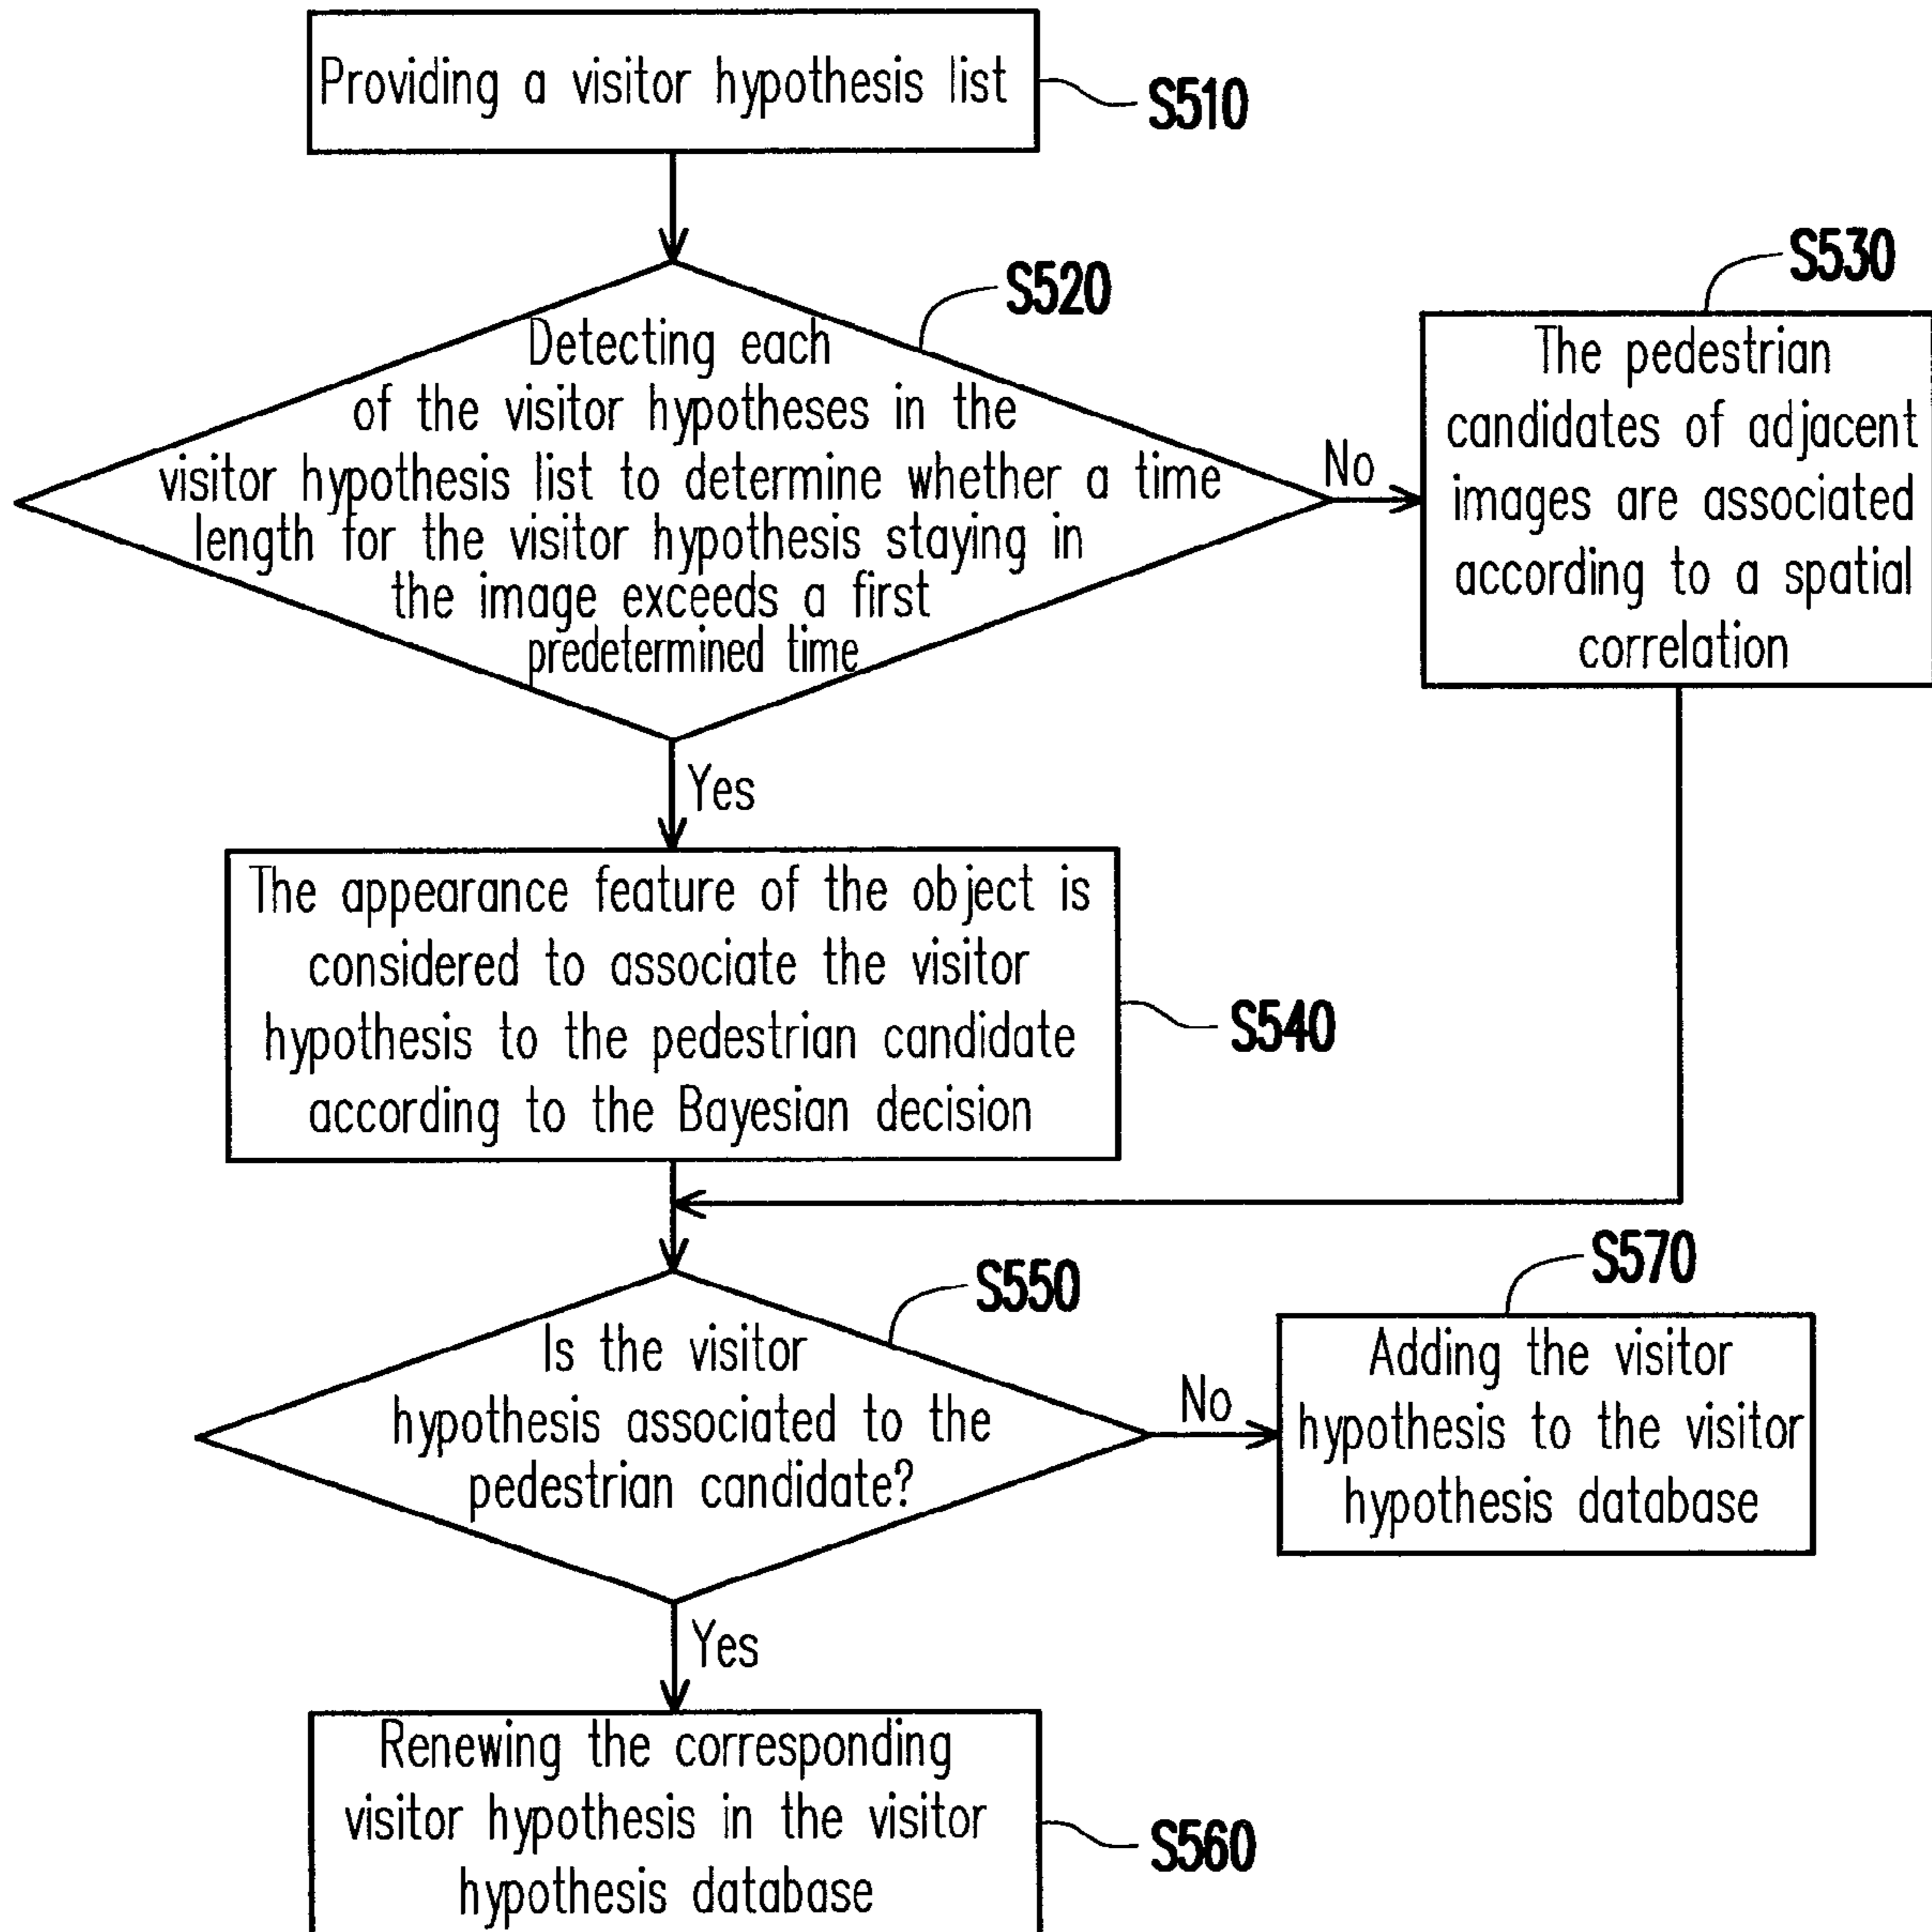 Providing a visitor hypothesis list
S510
S520
Detecting each
of the visitor hypotheses in the
visitor hypothesis list to determine whether a time
length for the visitor hypothesis staying in
the image exceeds a first
predetermined time
No
S530
The pedestrian
candidates of adjacent
images are associated
according to a spatial
correlation
Yes
The appearance feature of the object is
considered to associate the visitor
hypothesis to the pedestrian candidate
according to the Bayesian decision
S540
S550
Is the visitor
hypothesis associated to the
pedestrian candidate?
No
S570
Adding the visitor
hypothesis to the visitor
hypothesis database
Yes
Renewing the corresponding
visitor hypothesis in the visitor
hypothesis database
S560